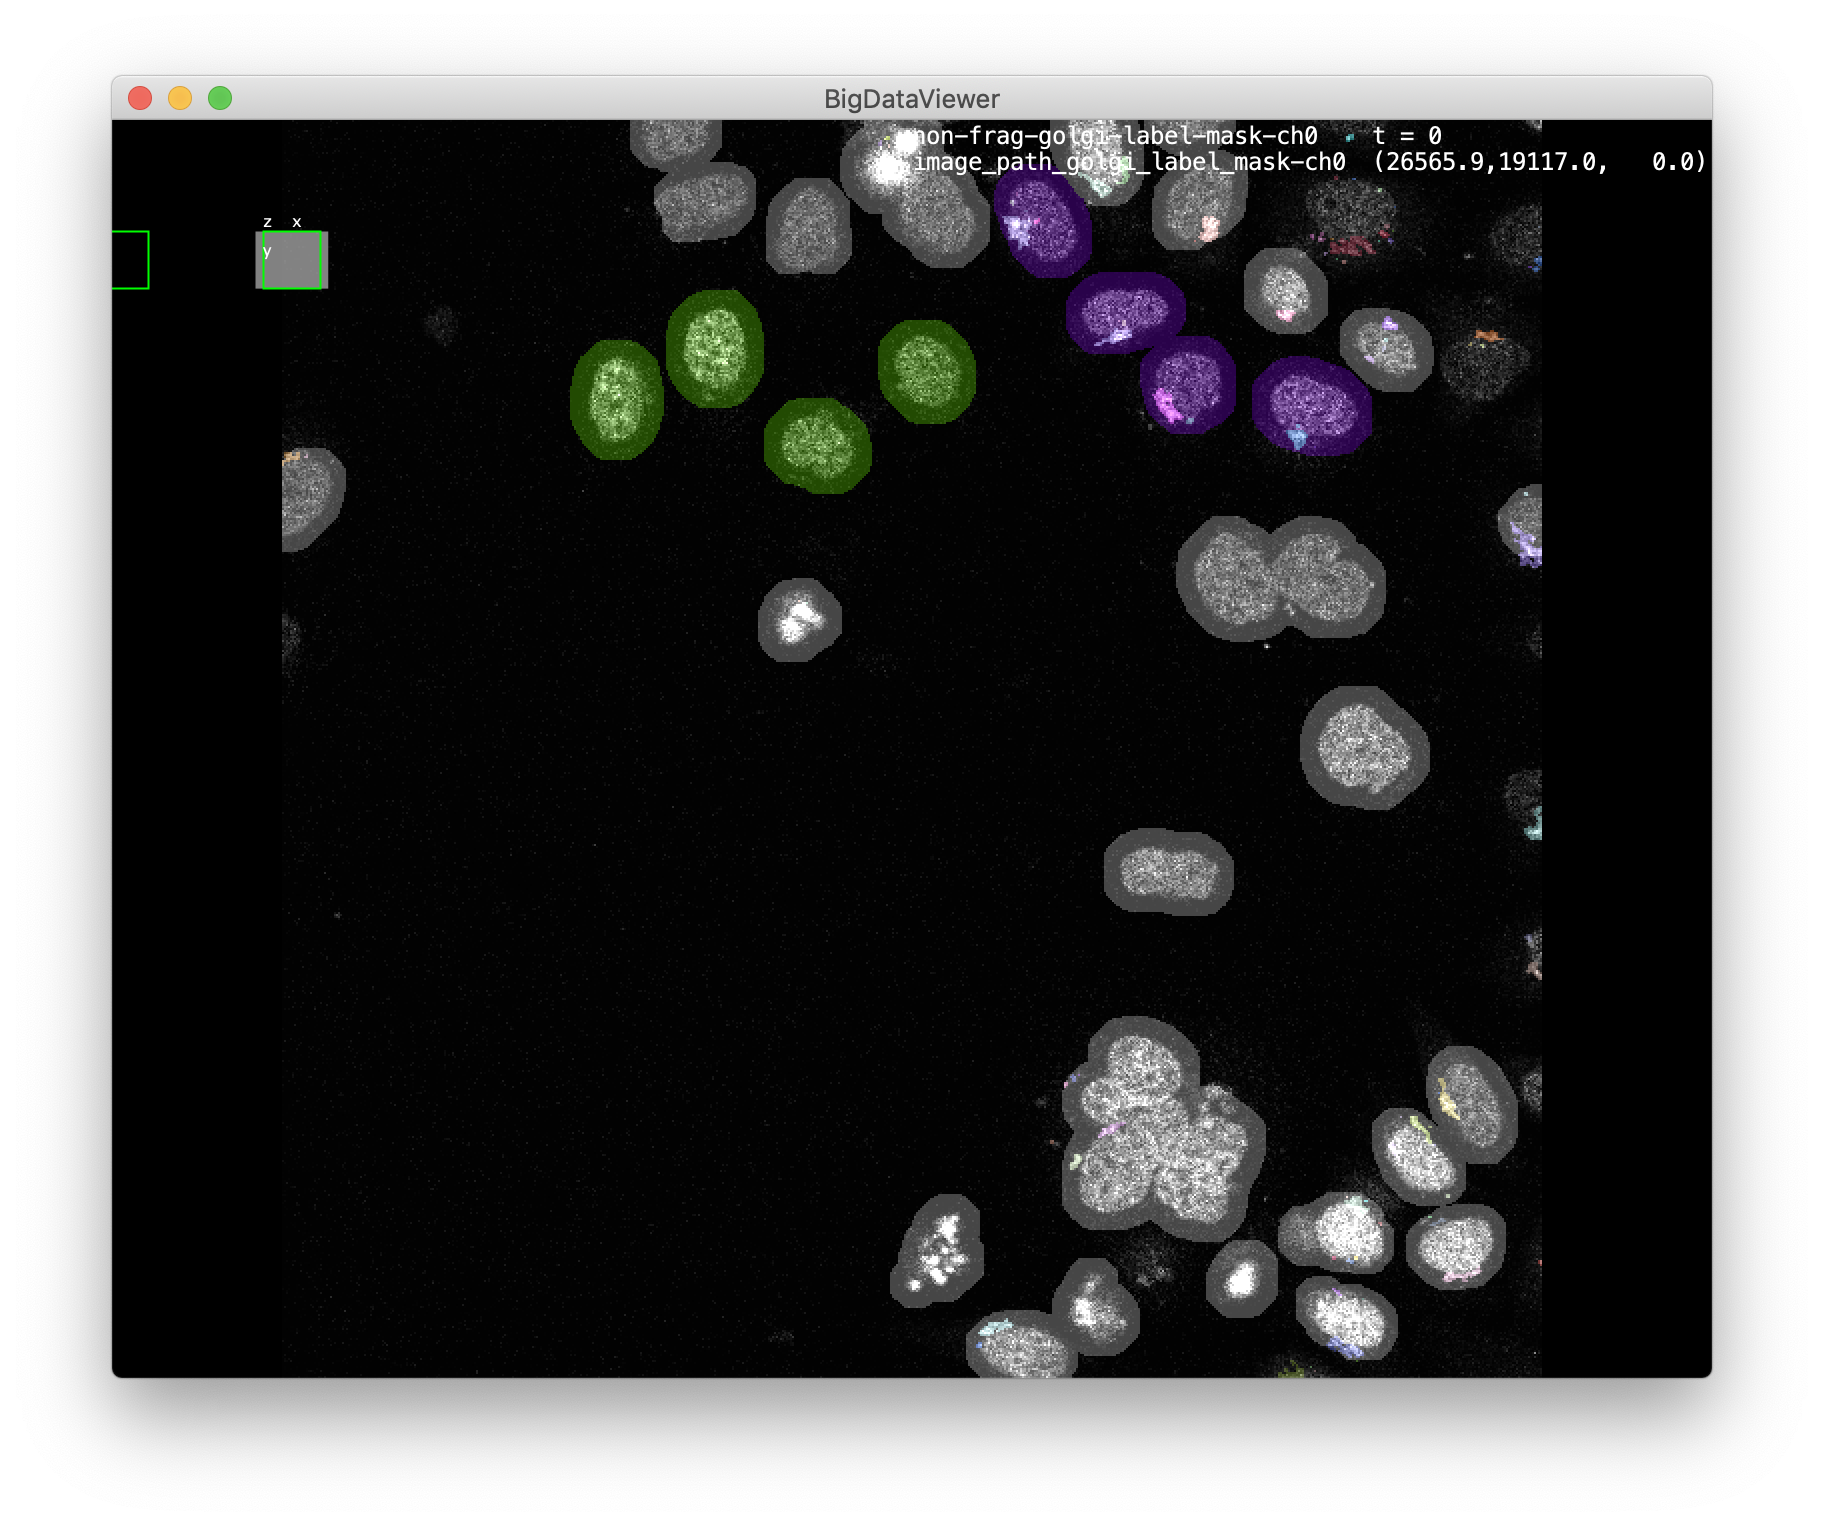 BigDataViewer
non-frag-golgi-label-mask-ch0 t = 0
image_path_golgi_label_mask-ch0 (26565.9,19117.0, 0.0)
z x
y